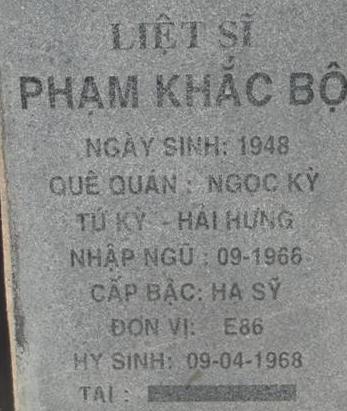 LIỆT SĨ
PHẠM KHẮC BỘ
NGÀY SINH: 1948
QUÊ QUÁN : NGỌC KỲ
TỨ KỲ - HẢI HƯNG
NHẬP NGŨ : 09-1966
CẤP BẬC: HẠ SỸ
ĐƠN VỊ: E86
HY SINH: 09-04-1968
TẠI :